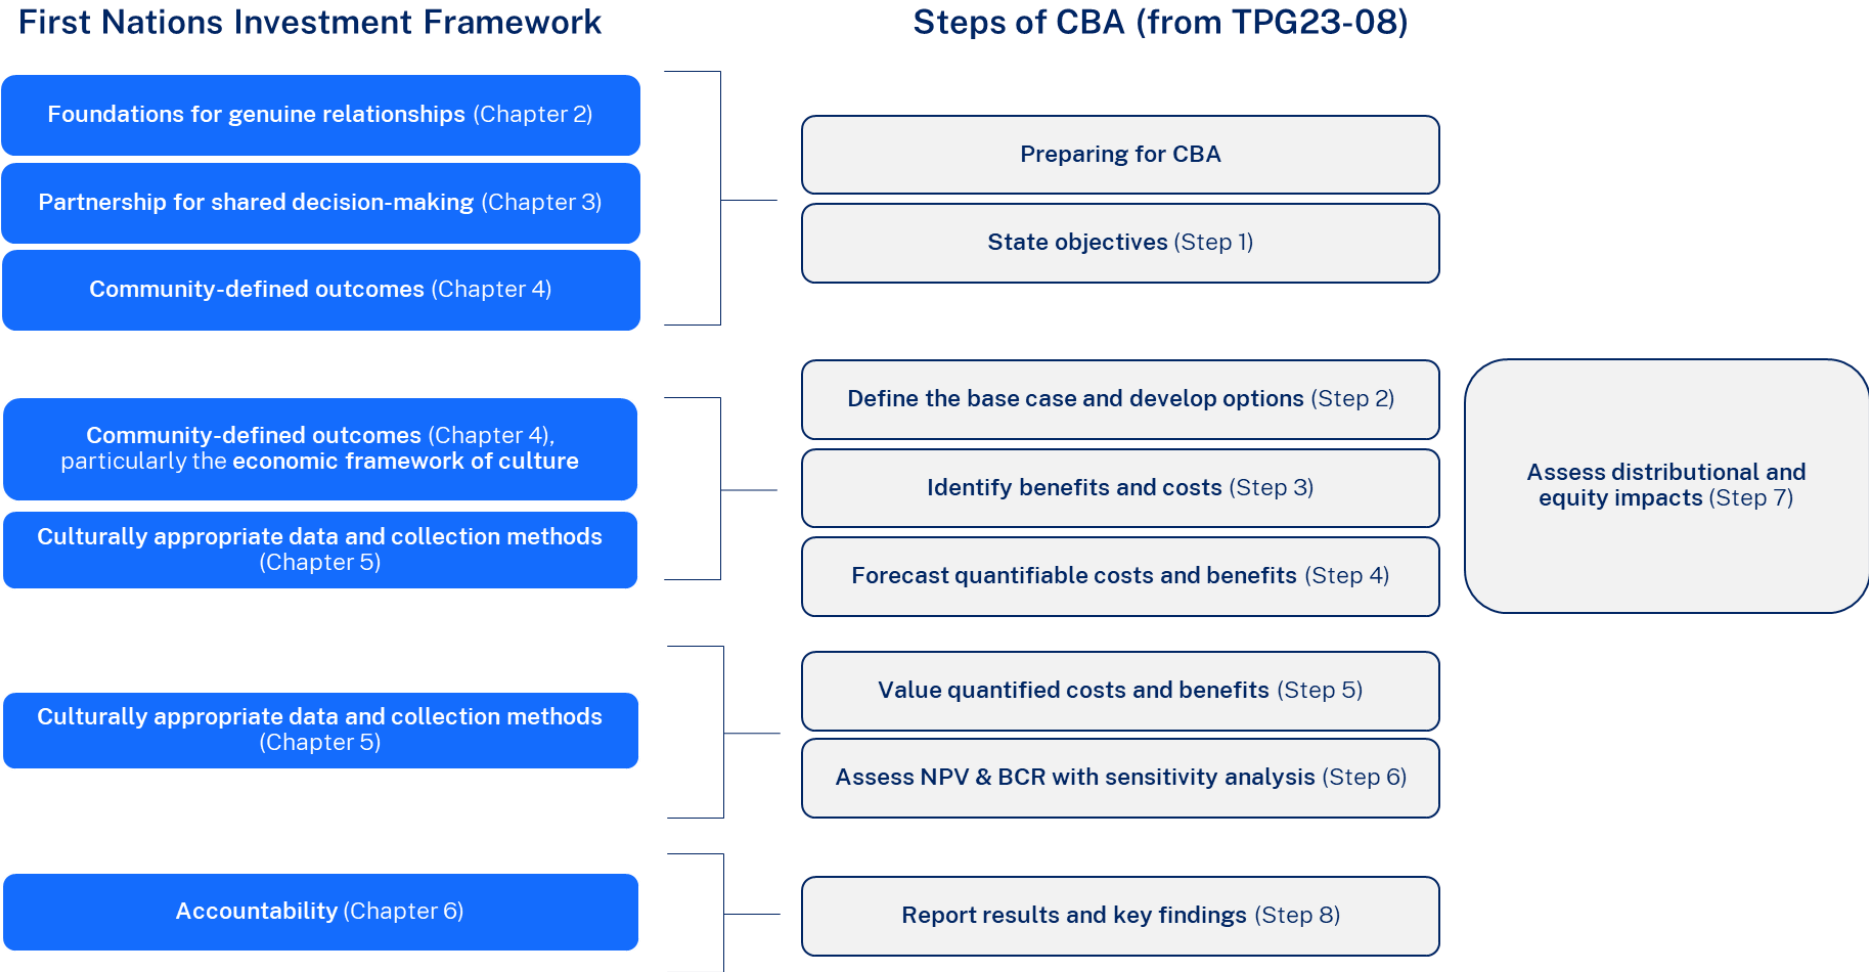 First Nations Investment Framework
Steps of CBA (from TPG23-08)
Foundations for genuine relationships (Chapter 2)
Partnership for shared decision-making (Chapter 3)
Community-defined outcomes (Chapter 4)
Preparing for CBA
State objectives (Step 1)
Community-defined outcomes (Chapter 4),
particularly the economic framework of culture
Culturally appropriate data and collection methods
(Chapter 5)
Define the base case and develop options (Step 2)
Identify benefits and costs (Step 3)
Forecast quantifiable costs and benefits (Step 4)
Assess distributional and
equity impacts (Step 7)
Culturally appropriate data and collection methods
(Chapter 5)
Value quantified costs and benefits (Step 5)
Assess NPV & BCR with sensitivity analysis (Step 6)
Accountability (Chapter 6)
Report results and key findings (Step 8)